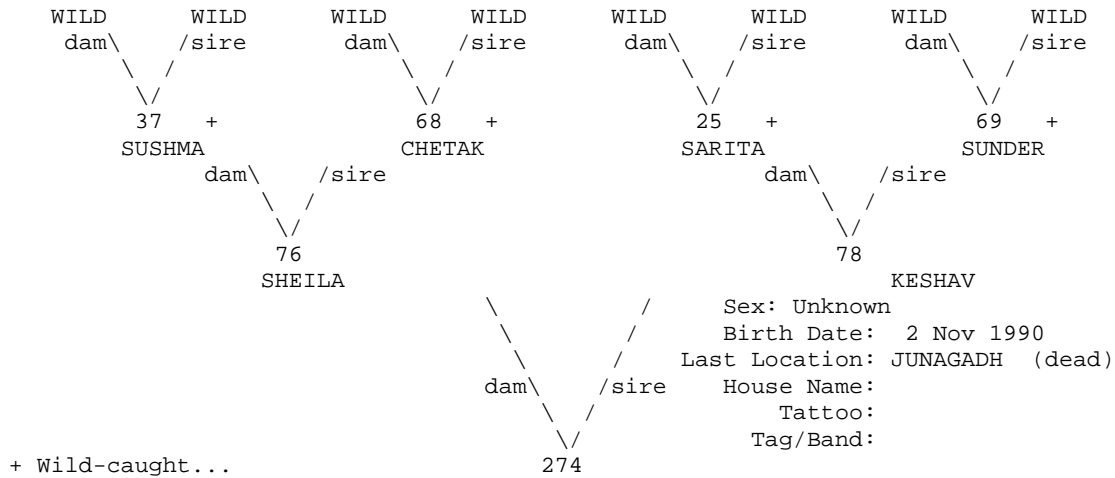 WILD WILD WILD WILD WILD WILD WILD WILD
dam\ /sire dam\ /sire dam\ /sire dam\ /sire
\ / \ / \ / \ /
\/ \/ \/ \/
37 + 68 + 25 + 69 +
SUSHMA CHETAK SARITA SUNDER
dam\ /sire dam\ /sire
\ / \ /
\/ \/
76 78
SHEILA KESHAV
\ / Sex: Unknown
\ / Birth Date: 2 Nov 1990
\ / Last Location: JUNAGADH (dead)
dam\ /sire House Name:
\ / Tattoo:
\/ Tag/Band:
+ Wild-caught... 274